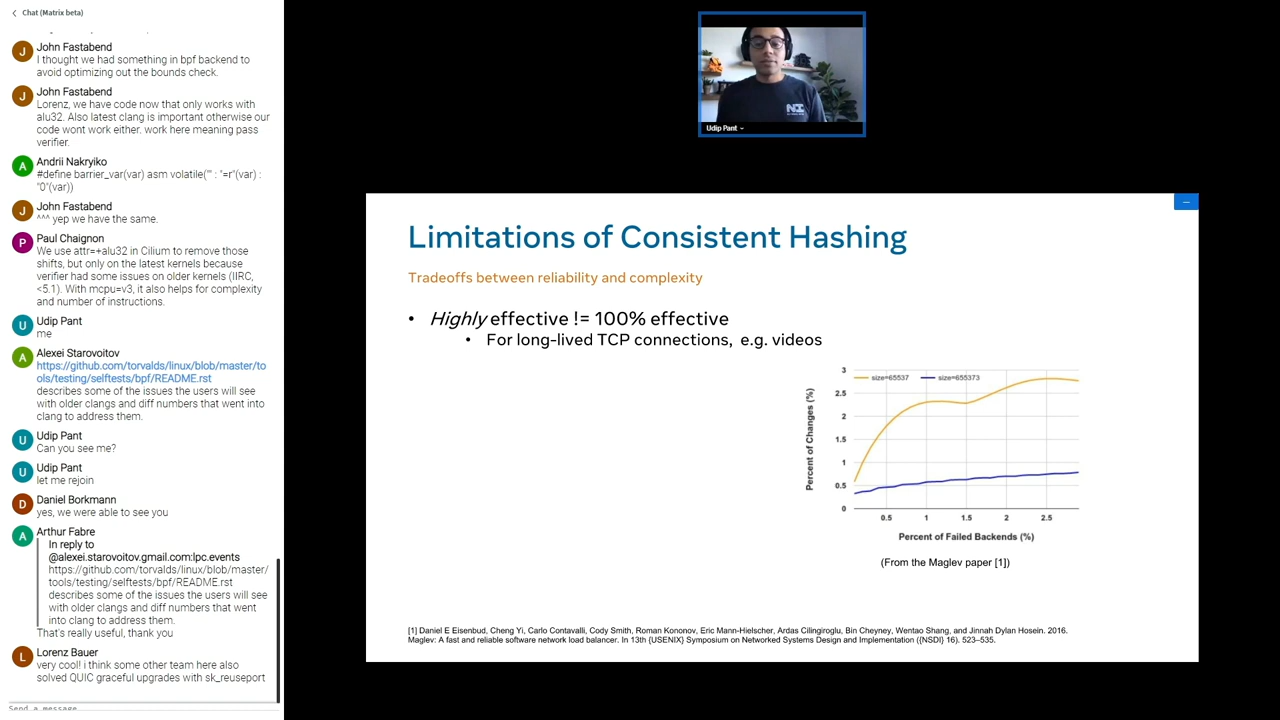 Chat (Matrix beta)
John Fastabend
I thought we had something in bpf backend to
avoid optimizing out the bounds check.
John Fastabend
Lorenz, we have code now that only works with
alu32. Also latest clang is important otherwise our
code wont work either. work here meaning pass
verifier.
Andrii Nakryiko
#define barrier_var(var) asm volatile("" : "=r"(var) :
"0"(var))
John Fastabend
^^^ yep we have the same.
Paul Chaignon
We use attr=+alu32 in Cilium to remove those
shifts, but only on the latest kernels because
verifier had some issues on older kernels (IIRC,
<5.1). With mcpu=v3, it also helps for complexity
and number of instructions.
Udip Pant
me
Alexei Starovoitov
https://github.com/torvalds/linux/blob/master/to
ols/testing/selftests/bpf/README.rst
describes some of the issues the users will see
with older clangs and diff numbers that went into
clang to address them.
Udip Pant
Can you see me?
Udip Pant
let me rejoin
Daniel Borkmann
yes, we were able to see you
Arthur Fabre
In reply to
@alexei.starovoitov.gmail.com:lpc.events
https://github.com/torvalds/linux/blob/master/
tools/testing/selftests/bpf/README.rst
describes some of the issues the users will see
with older clangs and diff numbers that went
into clang to address them.
That's really useful, thank you
Lorenz Bauer
very cool! i think some other team here also
solved QUIC graceful upgrades with sk_reuseport
Send a message
Udip Pant
Limitations of Consistent Hashing
Tradeoffs between reliability and complexity
• Highly effective != 100% effective
• For long-lived TCP connections, e.g. videos
size=65537 size=655373
Percent of Changes (%)
3
2.5
2
1.5
1
0.5
0
0.5 1 1.5 2 2.5
Percent of Failed Backends (%)
(From the Maglev paper [1])
[1] Daniel E Eisenbud, Cheng Yi, Carlo Contavalli, Cody Smith, Roman Kononov, Eric Mann-Hielscher, Ardas Cilingiroglu, Bin Cheyney, Wentao Shang, and Jinnah Dylan Hosein. 2016.
Maglev: A fast and reliable software network load balancer. In 13th {USENIX} Symposium on Networked Systems Design and Implementation ({NSDI} 16). 523–535.